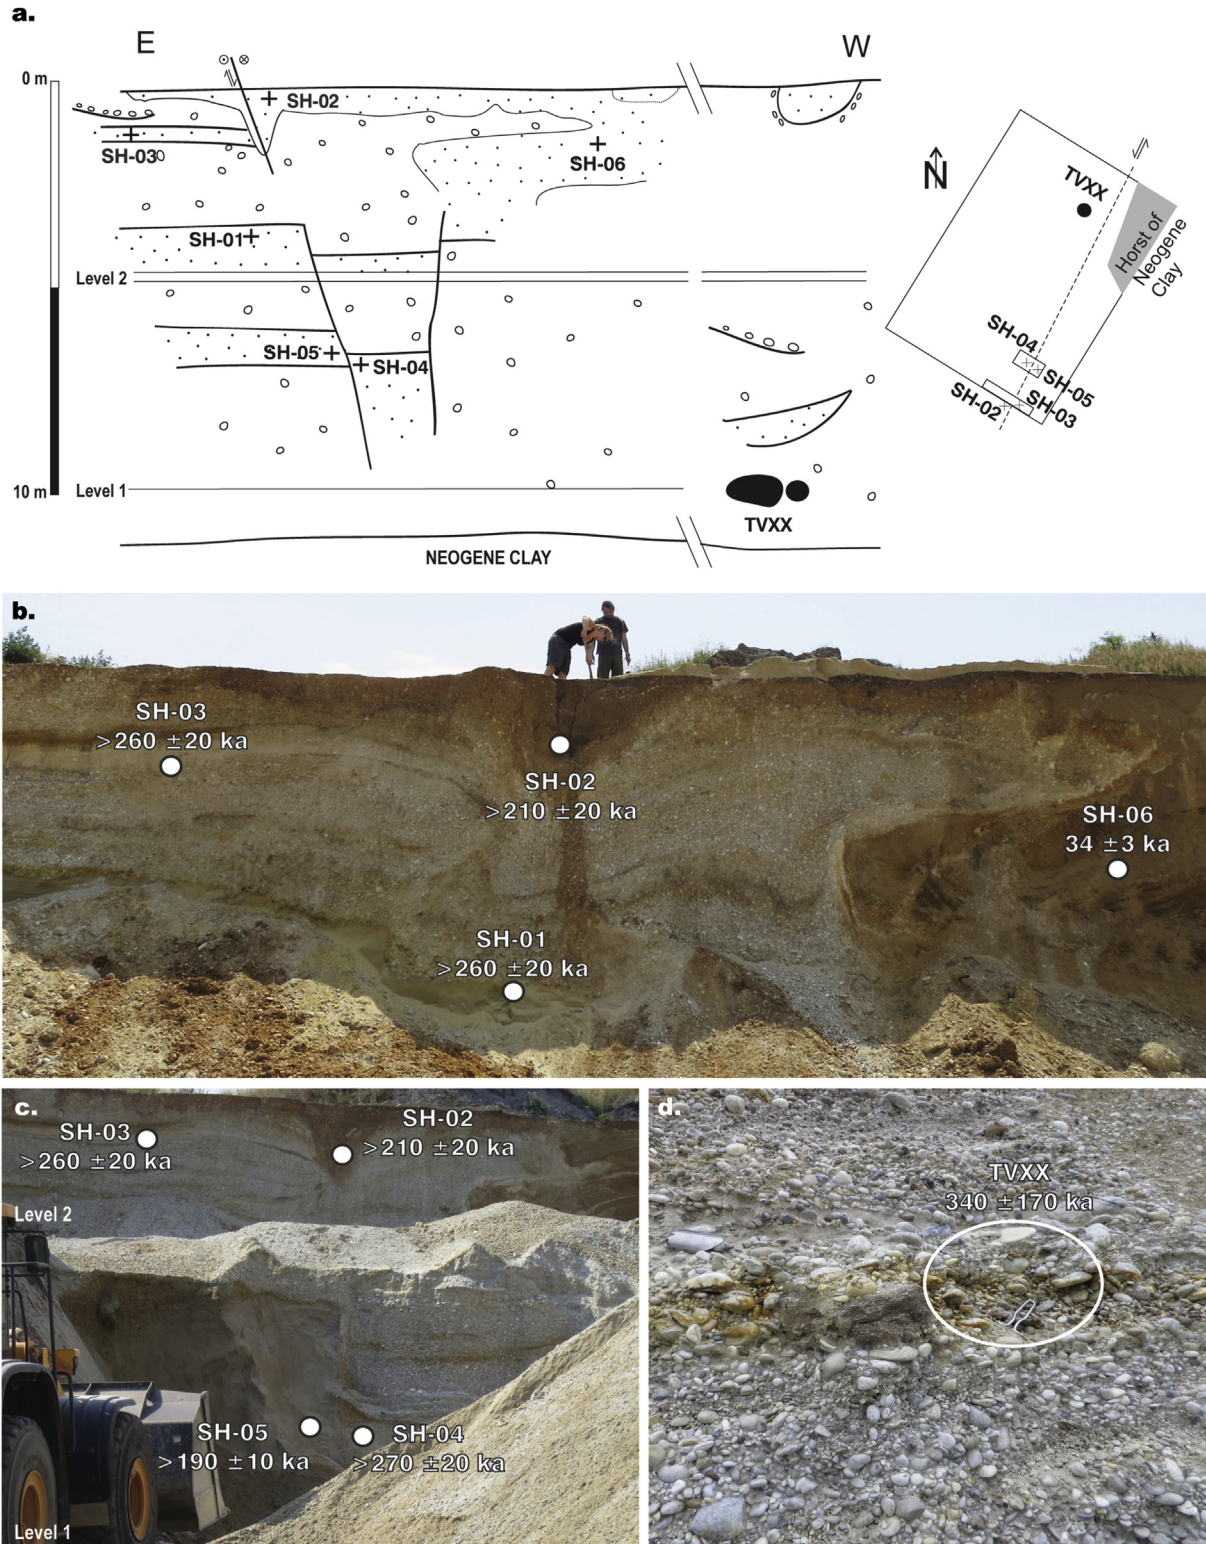 a.
E
W
0 m
SH-02
SH-03
SH-06
SH-01
Level 2
SH-05
SH-04
10 m
Level 1
TVXX
NEOGENE CLAY
N
TVXX
Horst of
Neogene
Clay
SH-04
SH-05
SH-02
SH-03
b.
SH-03
>260 ±20 ka
SH-02
>210 ±20 ka
SH-06
34 ±3 ka
SH-01
>260 ±20 ka
c.
SH-03
>260 ±20 ka
SH-02
>210 ±20 ka
Level 2
SH-05
>190 ±10 ka
SH-04
>270 ±20 ka
Level 1
d.
TVXX
340 ±170 ka